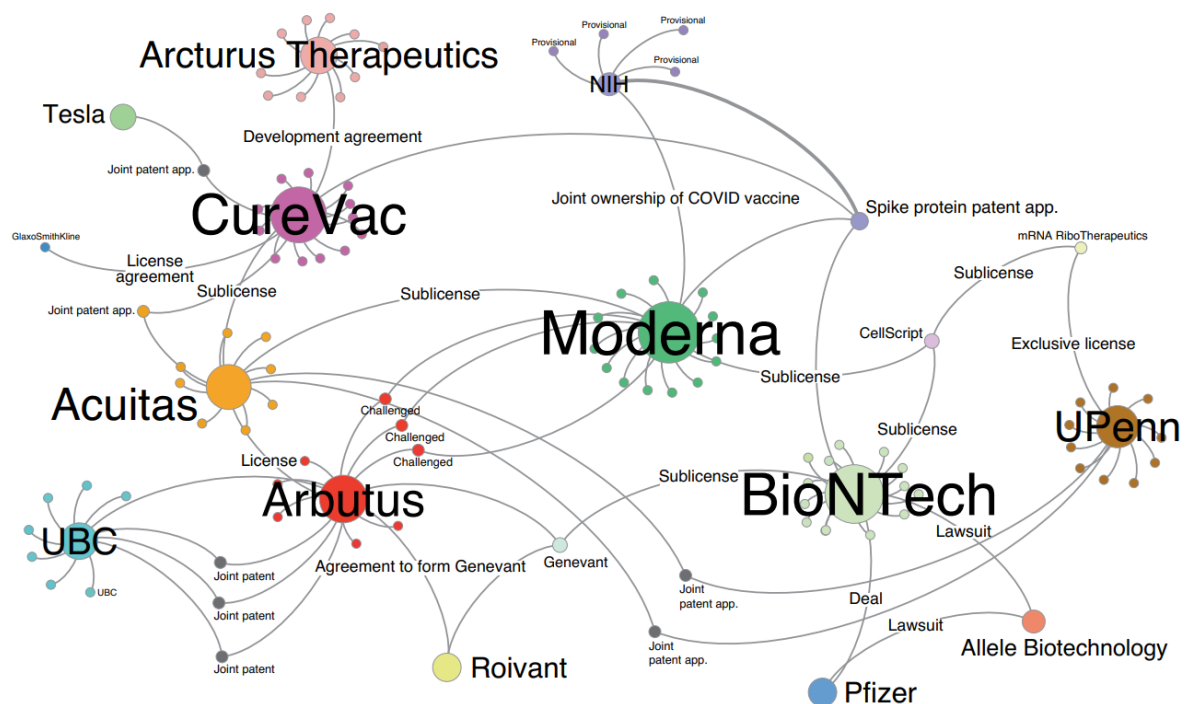 Provisional
Provisional
Provisional
Provisional
Arcturus Therapeutics
NIH
Tesla
Development agreement
Joint patent app.
Joint ownership of COVID vaccine
Spike protein patent app.
CureVac
GlaxoSmithKline
mRNA RiboTherapeutics
License
agreement
Sublicense
Sublicense
Sublicense
Joint patent app.
Moderna
CellScript
Exclusive license
Sublicense
Acuitas
Challenged
UPenn
Challenged
Sublicense
Challenged
License
Sublicense
Arbutus
BioNTech
UBC
Lawsuit
Agreement to form Genevant
Genevant
Joint patent
UBC
Joint
patent app.
Deal
Joint patent
Lawsuit
Joint
patent app.
Allele Biotechnology
Joint patent
Roivant
Pfizer